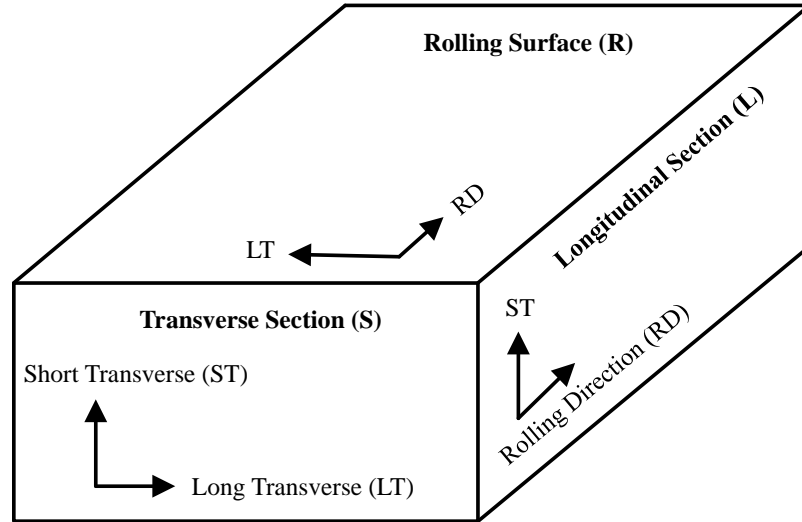 Rolling Surface (R)
RD
LT
Longitudinal Section (L)
Transverse Section (S)
ST
Short Transverse (ST)
Rolling Direction (RD)
Long Transverse (LT)